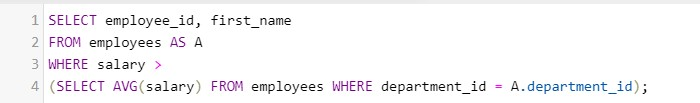 1 SELECT employee_id, first_name
2 FROM employees AS A
3 WHERE salary >
4 (SELECT AVG(salary) FROM employees WHERE department_id = A.department_id);